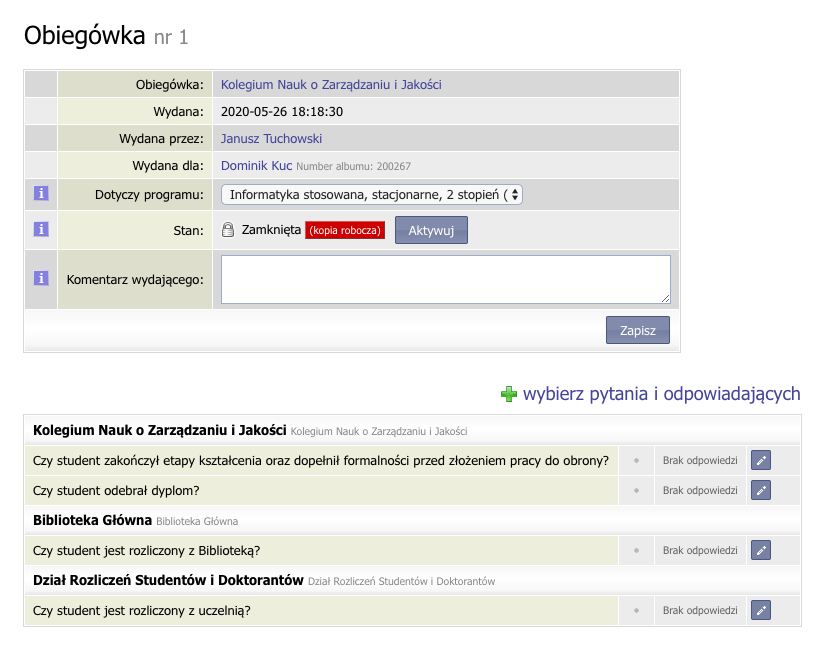 Obiegówka nr 1
Obiegówka: Kolegium Nauk o Zarządzaniu i Jakości
Wydana: 2020-05-26 18:18:30
Wydana przez: Janusz Tuchowski
Wydana dla: Dominik Kuc Number albumu: 200267
i Dotyczy programu: Informatyka stosowana, stacjonarne, 2 stopień (
i Stan: Zamknięta (kopia robocza) Aktywuj
i Komentarz wydającego:
Zapisz
wybierz pytania i odpowiadających
Kolegium Nauk o Zarządzaniu i Jakości Kolegium Nauk o Zarządzaniu i Jakości
Czy student zakończył etapy kształcenia oraz dopełnił formalności przed złożeniem pracy do obrony? Brak odpowiedzi
Czy student odebrał dyplom? Brak odpowiedzi
Biblioteka Główna Biblioteka Główna
Czy student jest rozliczony z Biblioteką? Brak odpowiedzi
Dział Rozliczeń Studentów i Doktorantów Dział Rozliczeń Studentów i Doktorantów
Czy student jest rozliczony z uczelnią? Brak odpowiedzi